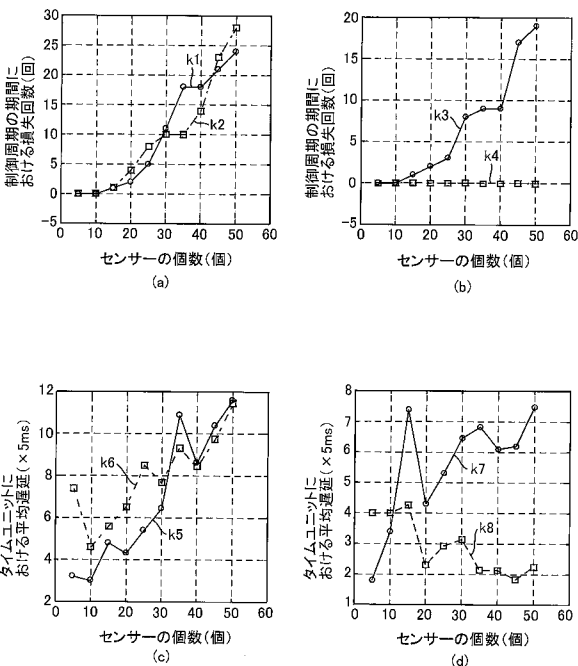 制御周期の期間に
おける損失回数(回)
30
25
20
15
10
5
0
-5
k1
k2
0 10 20 30 40 50 60
センサーの個数(個)
(a)
制御周期の期間に
おける損失回数(回)
20
15
10
5
0
-5
k3
k4
0 10 20 30 40 50 60
センサーの個数(個)
(b)
タイムユニットに
おける平均遅延(×5ms)
12
10
8
6
4
2
k6
k5
0 10 20 30 40 50 60
センサーの個数(個)
(c)
タイムユニットに
おける平均遅延(×5ms)
8
7
6
5
4
3
2
1
k7
k8
0 10 20 30 40 50 60
センサーの個数(個)
(d)